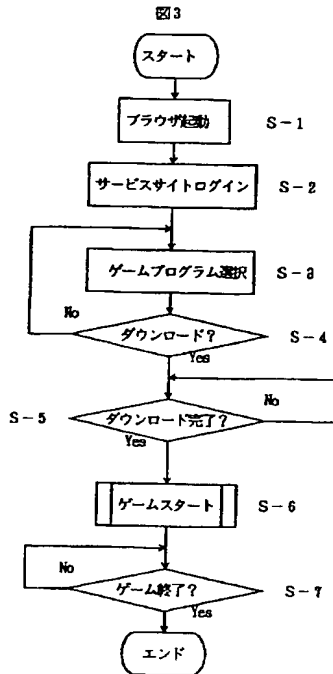 図3
スタート
ブラウザ起動 S-1
サービスサイトログイン S-2
ゲームプログラム選択 S-3
No
ダウンロード? S-4
Yes
No
S-5 ダウンロード完了?
Yes
ゲームスタート S-6
No
ゲーム終了? S-7
Yes
エンド